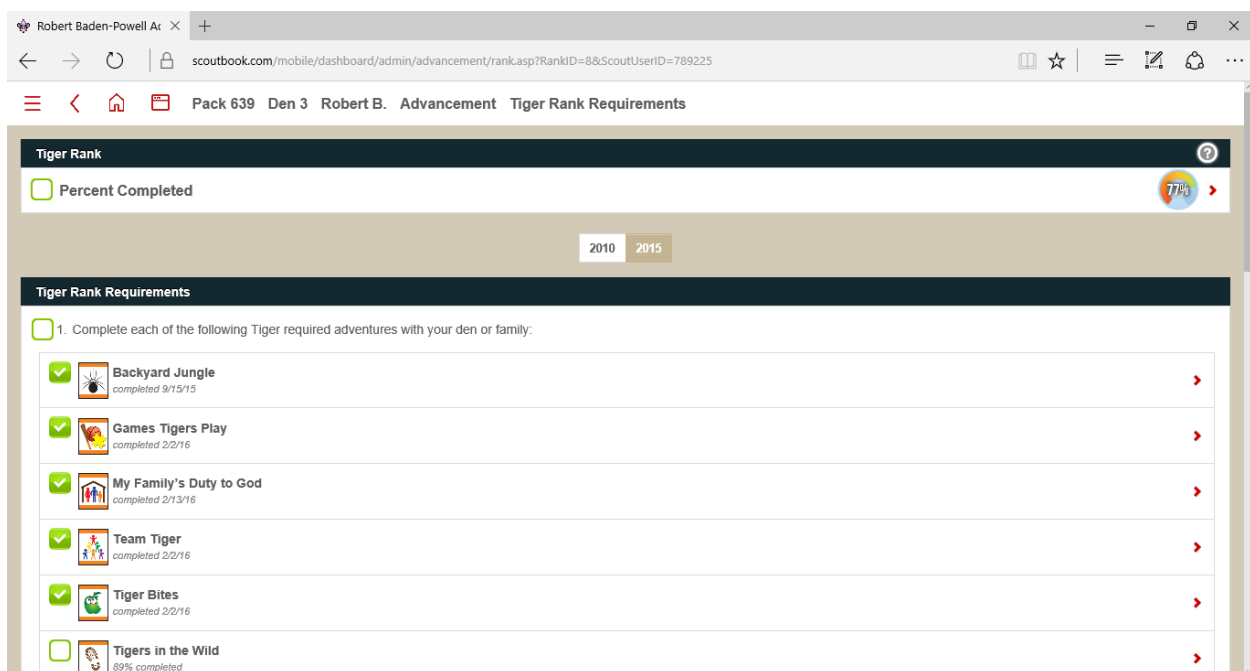 Robert Baden-Powell Ac
scoutbook.com/mobile/dashboard/admin/advancement/rank.asp?RankID=8&ScoutUserID=789225
Pack 639 Den 3 Robert B. Advancement Tiger Rank Requirements
Tiger Rank
Percent Completed
77%
2010 2015
Tiger Rank Requirements
1. Complete each of the following Tiger required adventures with your den or family:
Backyard Jungle
completed 9/15/15
Games Tigers Play
completed 2/2/16
My Family's Duty to God
completed 2/13/16
Team Tiger
completed 2/2/16
Tiger Bites
completed 2/2/16
Tigers in the Wild
89% completed